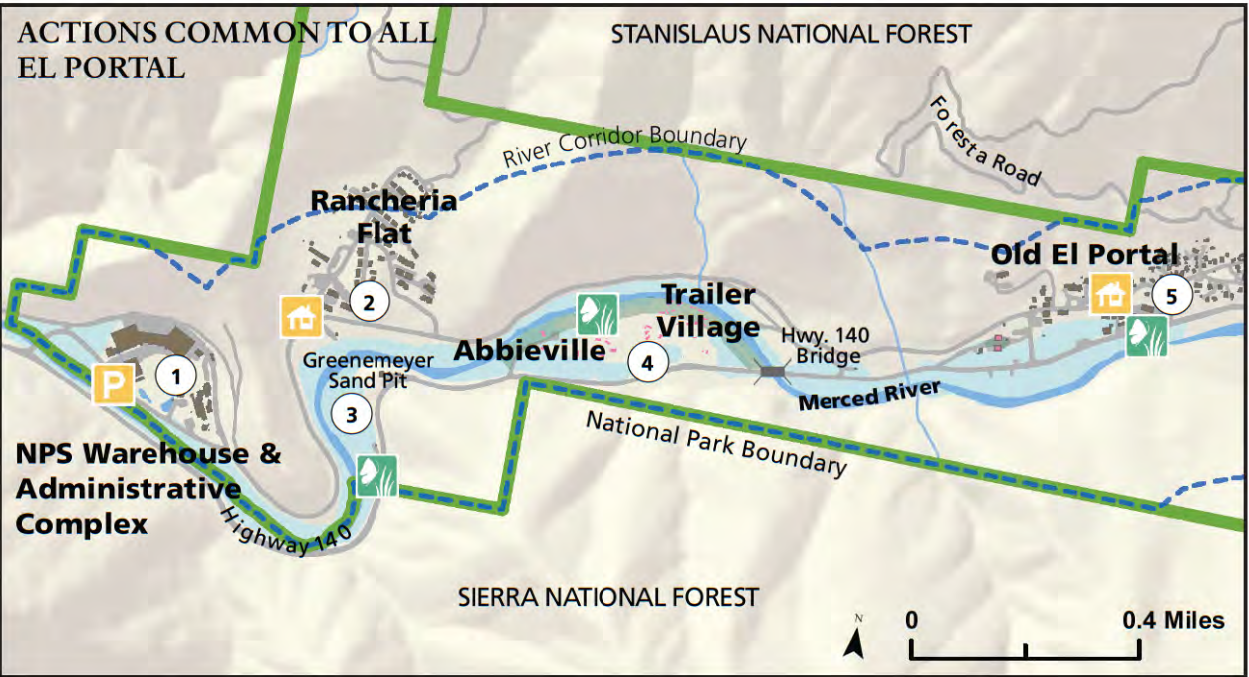 ACTIONS COMMON TO ALL
EL PORTAL
STANISLAUS NATIONAL FOREST
River Corridor Boundary
Foresta Road
Rancheria
Flat
2
Old El Portal
5
Trailer
Village
Hwy. 140
Bridge
Abbieville
4
Greenemeyer
Sand Pit
3
1
P
Merced River
National Park Boundary
NPS Warehouse &
Administrative
Complex
Highway 140
SIERRA NATIONAL FOREST
N
0
0.4 Miles